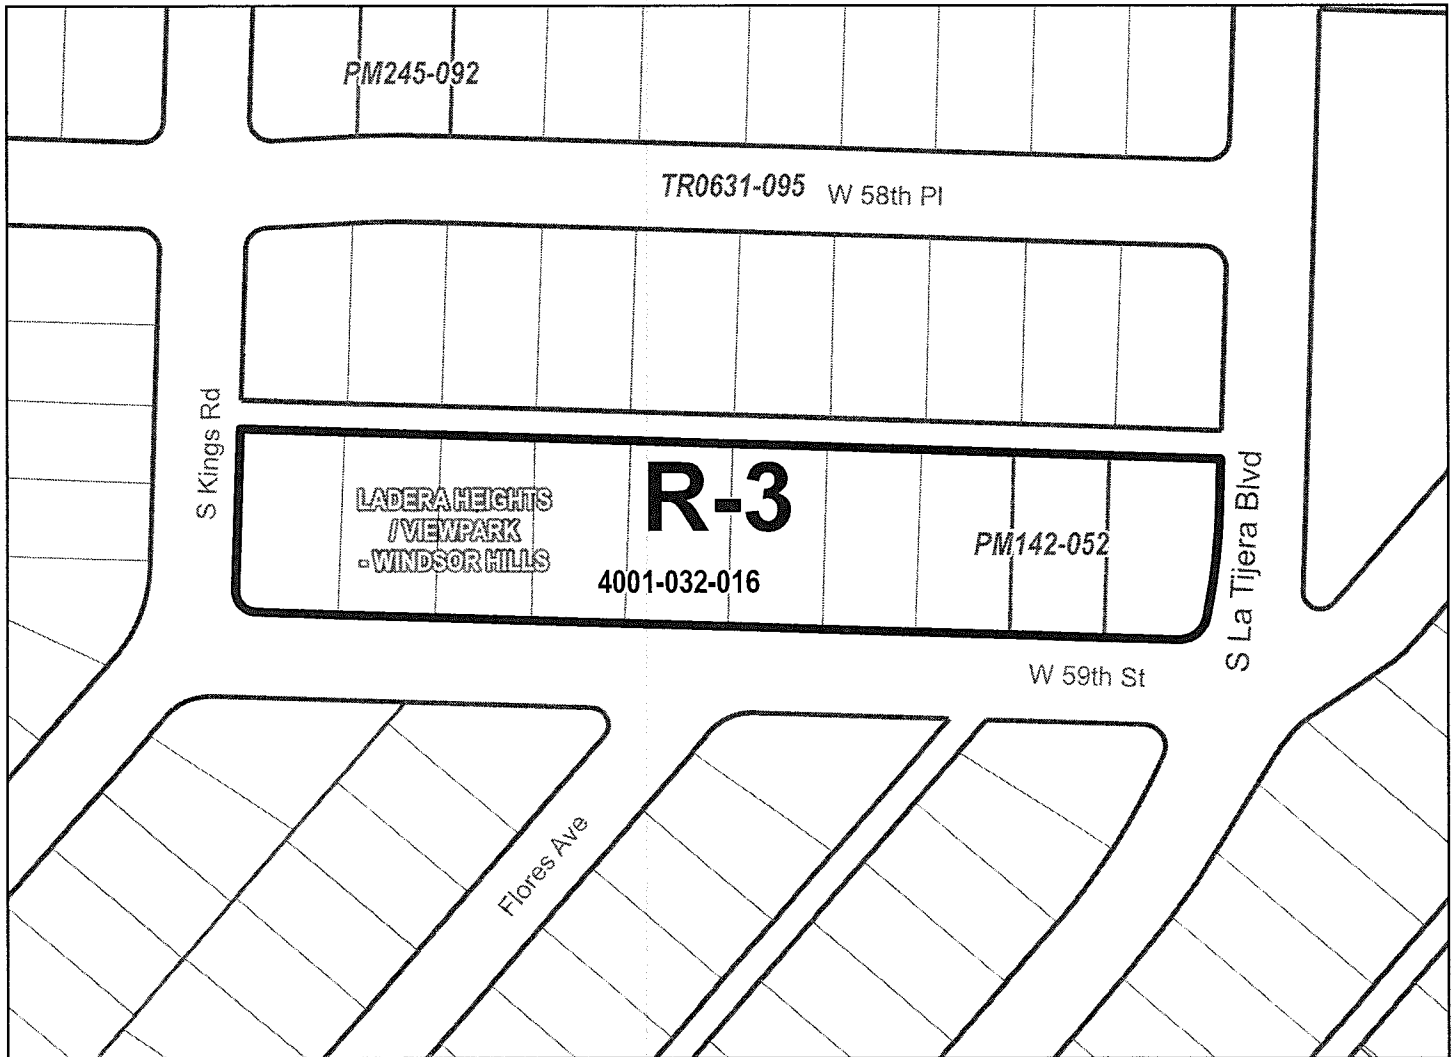 PM245-092
TR0631-095
W 58th Pl
S Kings Rd
LADERA HEIGHTS
/ VIEWPARK
- WINDSOR HILLS
R-3
4001-032-016
PM142-052
S La Tijera Blvd
W 59th St
Flores Ave